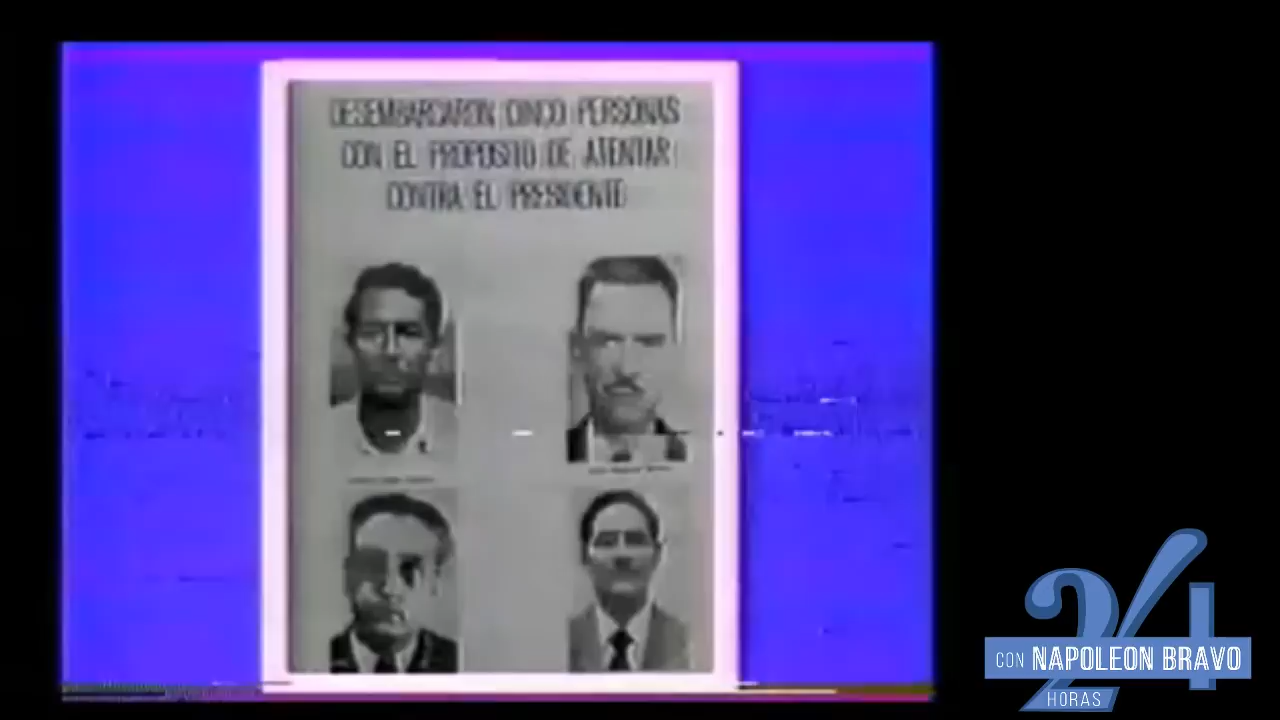 DESEMBARCARON CINCO PERSONAS
CON EL PROPOSITO DE ATENTAR
CONTRA EL PRESIDENTE
24
CON NAPOLEON BRAVO
HORAS